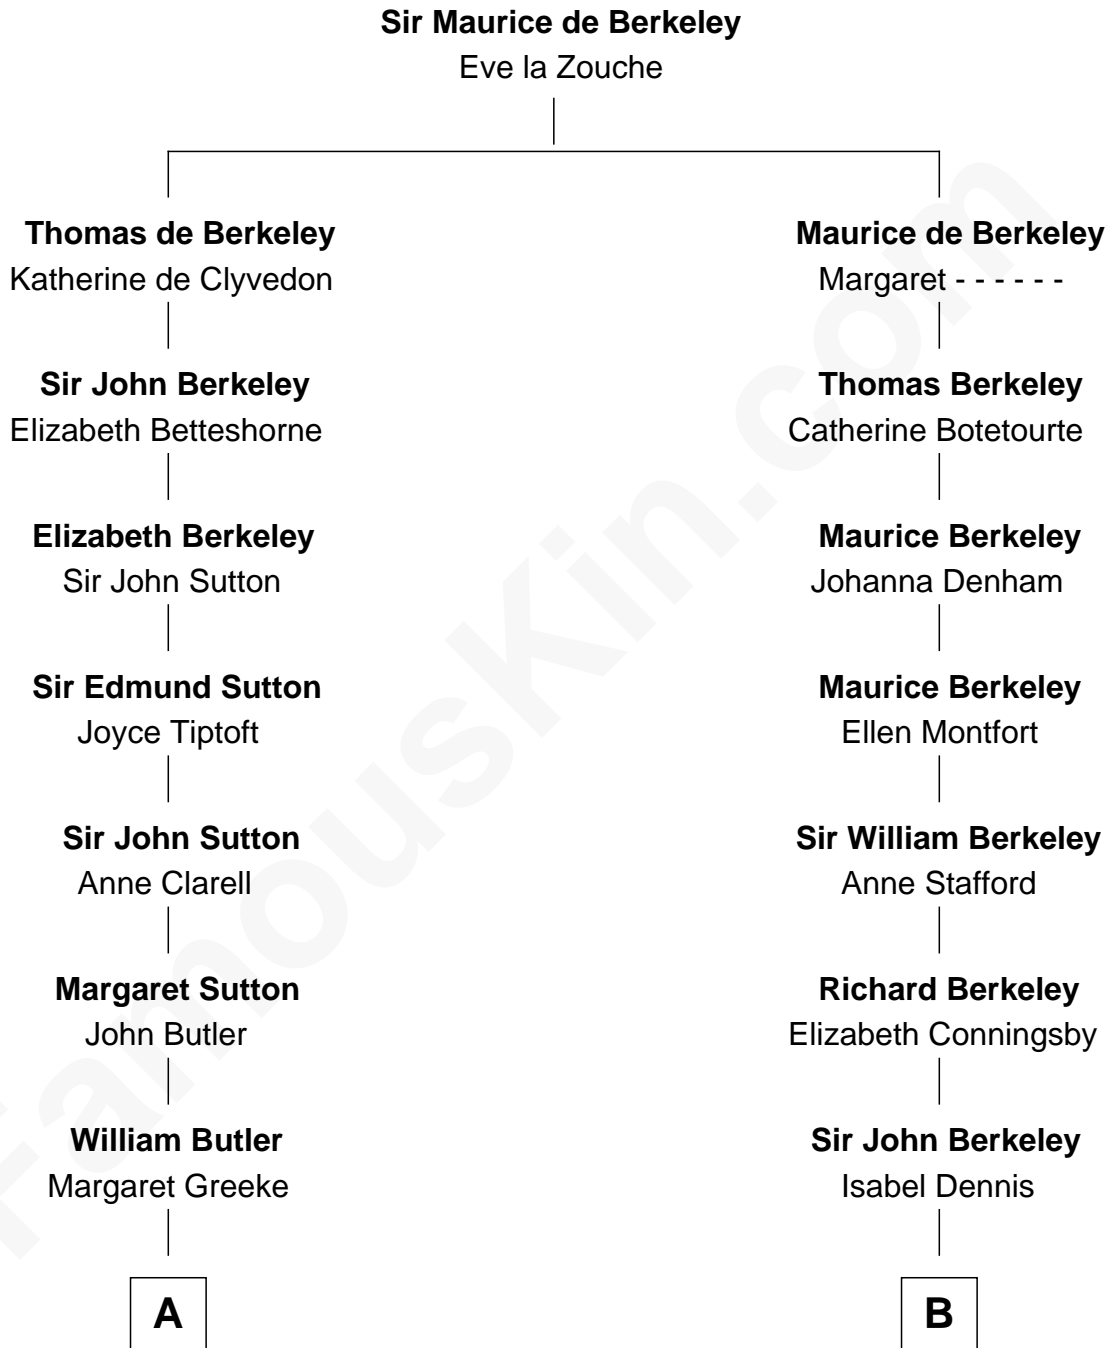 Sir Maurice de Berkeley
Eve la Zouche
Thomas de Berkeley
Katherine de Clyvedon
Maurice de Berkeley
Margaret - - - - - -
Sir John Berkeley
Elizabeth Betteshorne
Thomas Berkeley
Catherine Botetourte
Elizabeth Berkeley
Sir John Sutton
Maurice Berkeley
Johanna Denham
Sir Edmund Sutton
Joyce Tiptoft
Maurice Berkeley
Ellen Montfort
Sir John Sutton
Anne Clarell
Sir William Berkeley
Anne Stafford
Margaret Sutton
John Butler
Richard Berkeley
Elizabeth Conningsby
William Butler
Margaret Greeke
Sir John Berkeley
Isabel Dennis
A
B
FamousKin.com